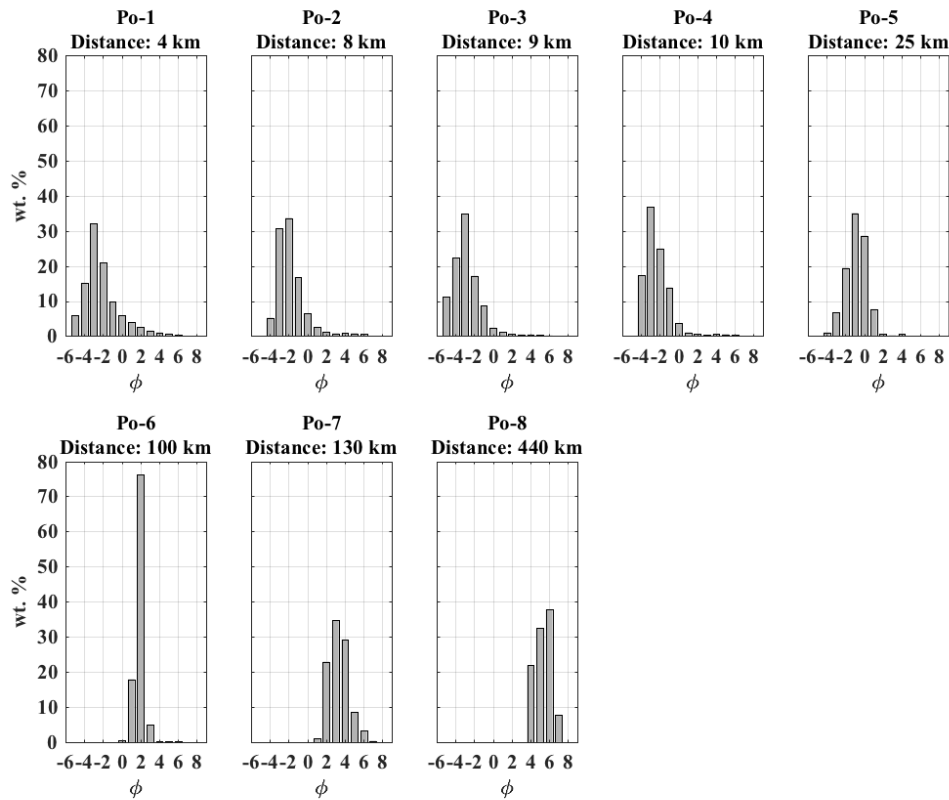 Po-1
Distance: 4 km
Po-2
Distance: 8 km
Po-3
Distance: 9 km
Po-4
Distance: 10 km
Po-5
Distance: 25 km
80
70
60
50
40
30
20
10
0
wt. %
-6 -4 -2 0 2 4 6 8
-6 -4 -2 0 2 4 6 8
-6 -4 -2 0 2 4 6 8
-6 -4 -2 0 2 4 6 8
-6 -4 -2 0 2 4 6 8
ϕ
ϕ
ϕ
ϕ
ϕ
Po-6
Distance: 100 km
Po-7
Distance: 130 km
Po-8
Distance: 440 km
80
70
60
50
40
30
20
10
0
wt. %
-6 -4 -2 0 2 4 6 8
-6 -4 -2 0 2 4 6 8
-6 -4 -2 0 2 4 6 8
ϕ
ϕ
ϕ